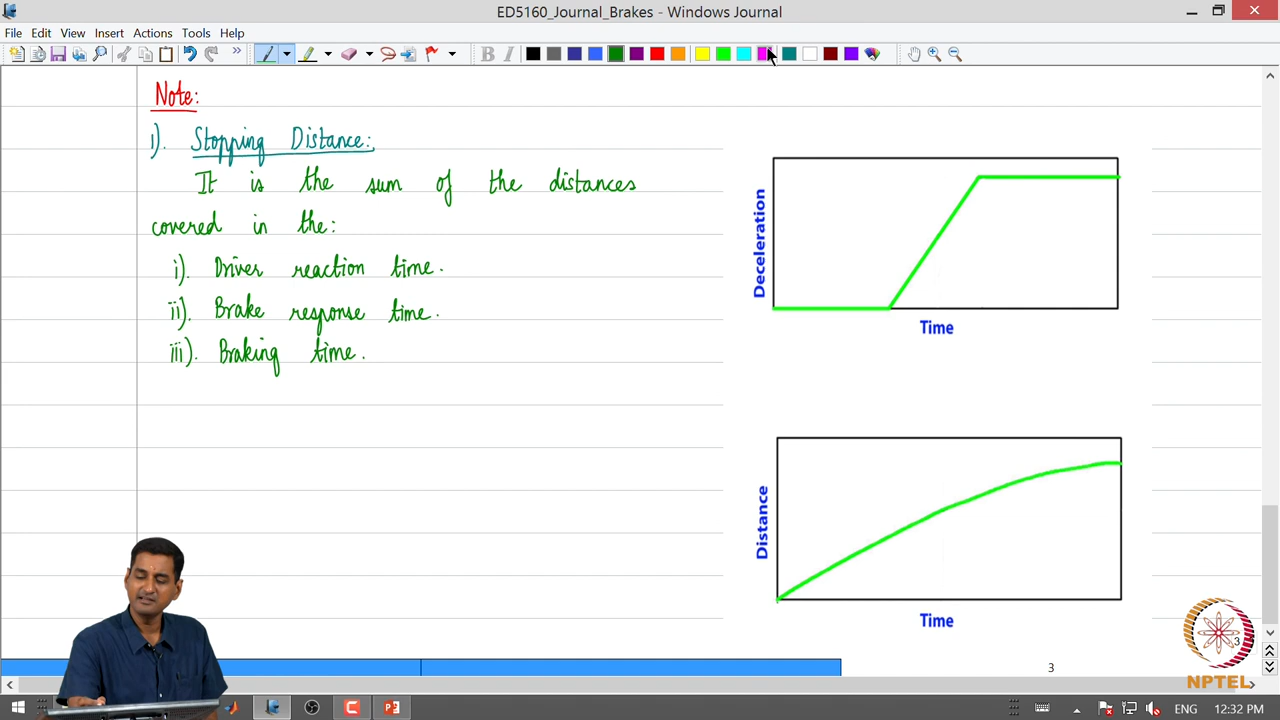 ED5160_Journal_Brakes - Windows Journal
File Edit View Insert Actions Tools Help
B I
Note:
1). Stopping Distance:
It is the sum of the distances
covered in the:
i). Driver reaction time.
ii). Brake response time.
iii). Braking time.
Deceleration
Time
Distance
Time
3
3
NPTEL
ENG 12:32 PM